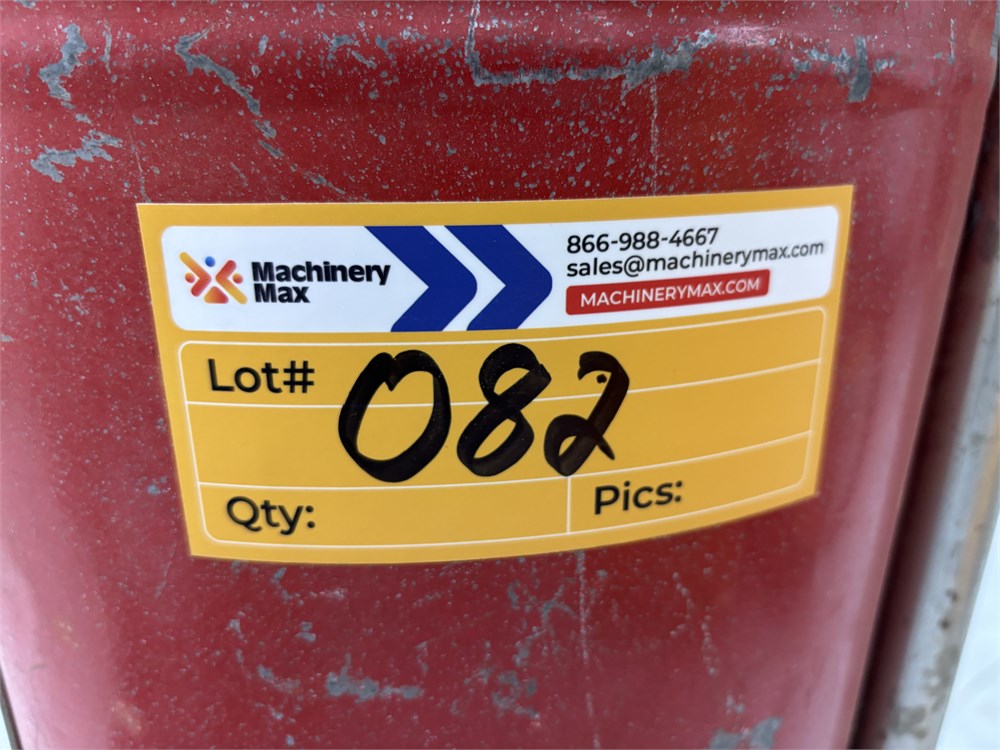 Machinery
Max
866-988-4667
sales@machinerymax.com
MACHINERYMAX.COM
Lot# 082
Qty:
Pics: